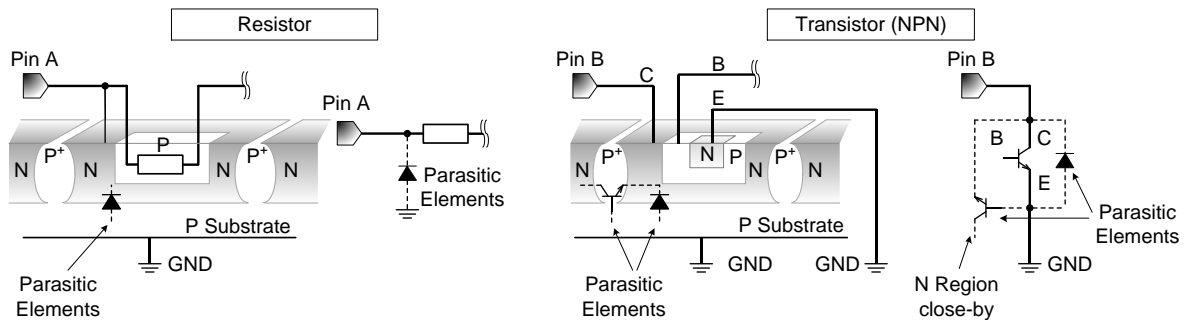 Resistor
Transistor (NPN)
Pin A
Pin A
N
P+
N
P
N
P+
N
Parasitic
Elements
P Substrate
GND
Parasitic
Elements
Pin B
C
B
E
N
P+
N
N
P
N
P+
N
P Substrate
GND
GND
Parasitic
Elements
Pin B
B
C
E
Parasitic
Elements
GND
N Region
close-by